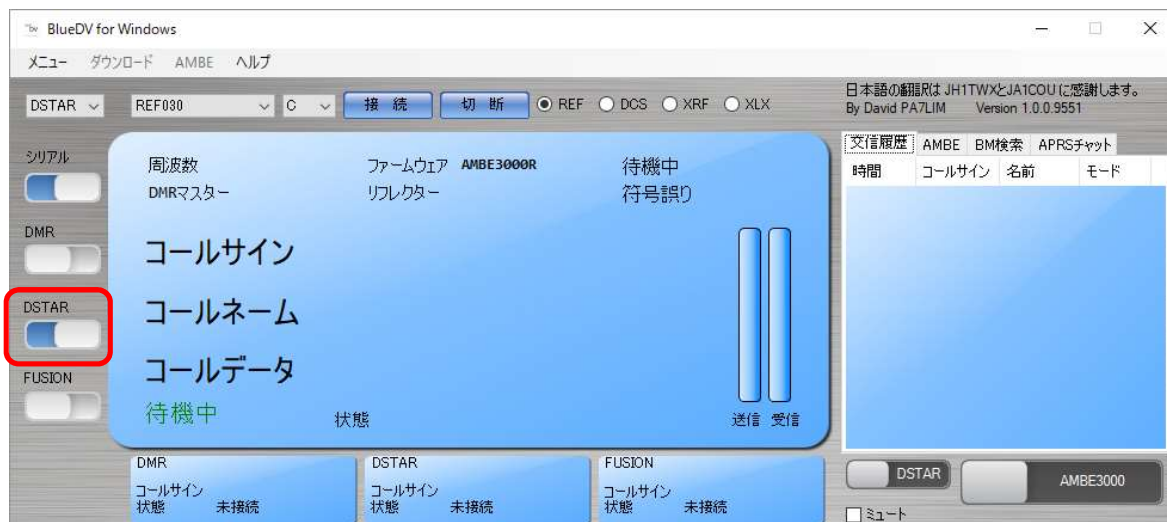 BlueDV for Windows
メニュー ダウンロード AMBE ヘルプ
DSTAR REF030 C 接 続 切 断 REF DCS XRF XLX
日本語の翻訳は JH1TWXとJA1COU に感謝します。
By David PA7LIM Version 1.0.0.9551
シリアル
DMR
DSTAR
FUSION
周波数 ファームウェア AMBE3000R 待機中
DMRマスター リフレクター 符号誤り
コールサイン
コールネーム
コールデータ
待機中 状態 送信 受信
交信履歴 AMBE BM検索 APRSチャット
時間 コールサイン 名前 モード
DMR
コールサイン
状態 未接続
DSTAR
コールサイン
状態 未接続
FUSION
コールサイン
状態 未接続
DSTAR AMBE3000
ミュート